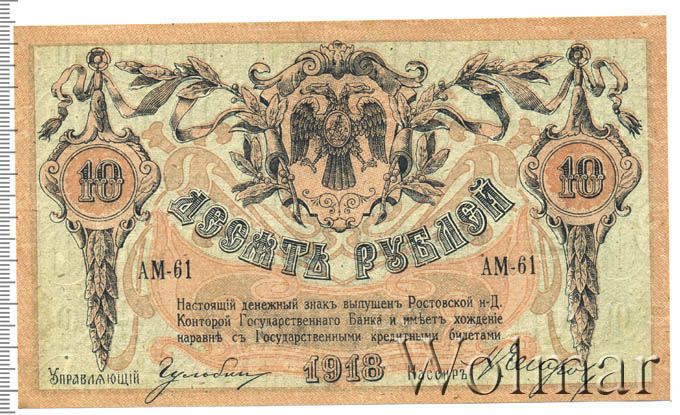 10 10
ДЕСЯТЬ РУБЛЕЙ
АМ-61 АМ-61
Настоящій денежный знакъ выпущенъ Ростовской н-Д.
Конторой Государственнаго Банка и имѣетъ хожденіе
наравнѣ съ Государственными кредитными билетами
Управляющій 1918 Кассиръ
Wolmar